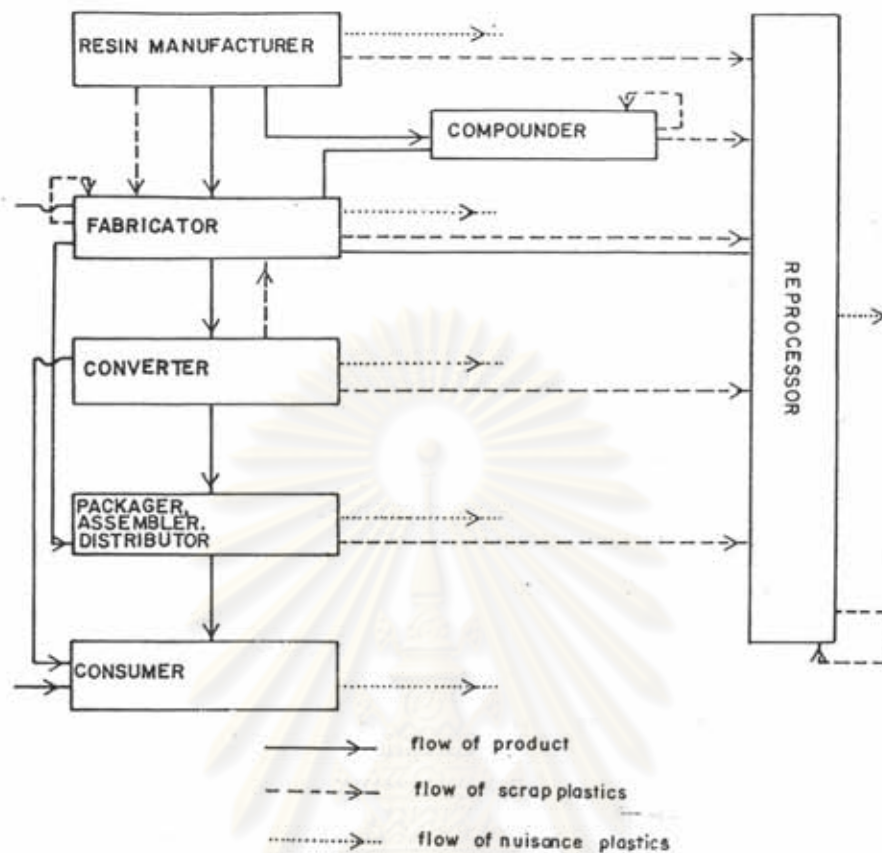 RESIN MANUFACTURER
COMPOUNDER
FABRICATOR
REPROCESSOR
CONVERTER
PACKAGER,
ASSEMBLER.
DISTRIBUTOR
CONSUMER
flow of product
flow of scrap plastics
flow of nuisance plastics